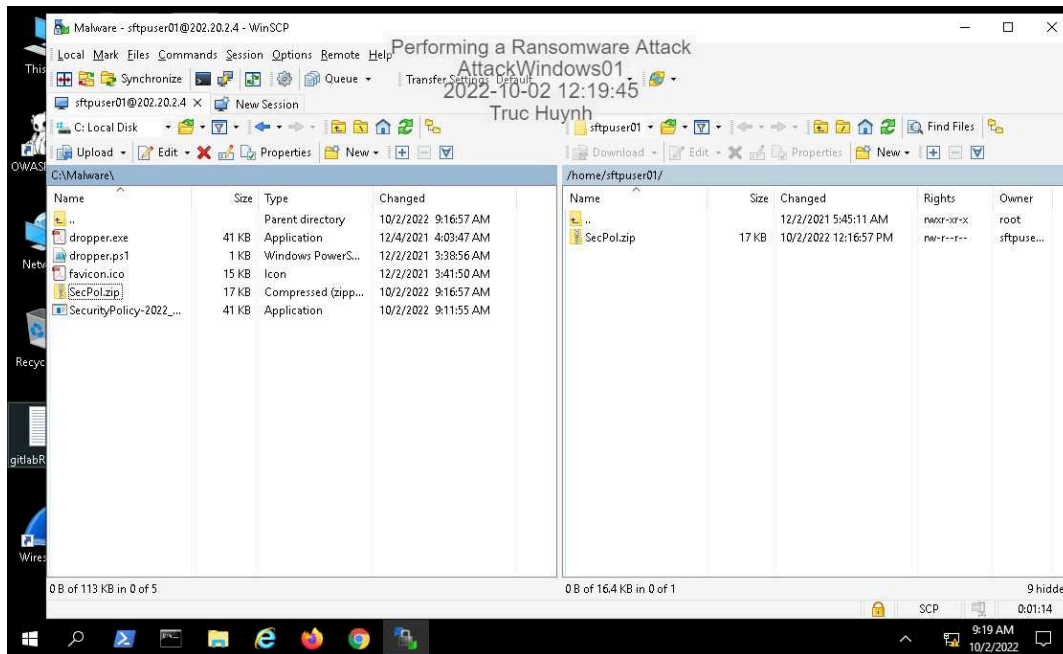 Malware - sftpuser01@202.20.2.4 - WinSCP
Local Mark Files Commands Session Options Remote Help
Performing a Ransomware Attack
AttackWindows01
2022-10-02 12:19:45
Truc Huynh
Synchronize Queue Transfer Settings Default
sftpuser01@202.20.2.4 × New Session
C: Local Disk
sftpuser01 Find Files
Upload Edit Properties New
Download Edit Properties New
C:\Malware\
Name Size Type Changed
.. Parent directory 10/2/2022 9:16:57 AM
dropper.exe 41 KB Application 12/4/2021 4:03:47 AM
dropper.ps1 1 KB Windows PowerS... 12/2/2021 3:38:56 AM
favicon.ico 15 KB Icon 12/2/2021 3:41:50 AM
SecPol.zip 17 KB Compressed (zipp... 10/2/2022 9:16:57 AM
SecurityPolicy-2022_... 41 KB Application 10/2/2022 9:11:55 AM
/home/sftpuser01/
Name Size Changed Rights Owner
.. 12/2/2021 5:45:11 AM rwxr-xr-x root
SecPol.zip 17 KB 10/2/2022 12:16:57 PM rw-r--r-- sftpuse...
0 B of 113 KB in 0 of 5
0 B of 16.4 KB in 0 of 1
9 hidde
SCP 0:01:14
This
OWAS
Netw
Recyc
gitlabR
Wires
9:19 AM
10/2/2022